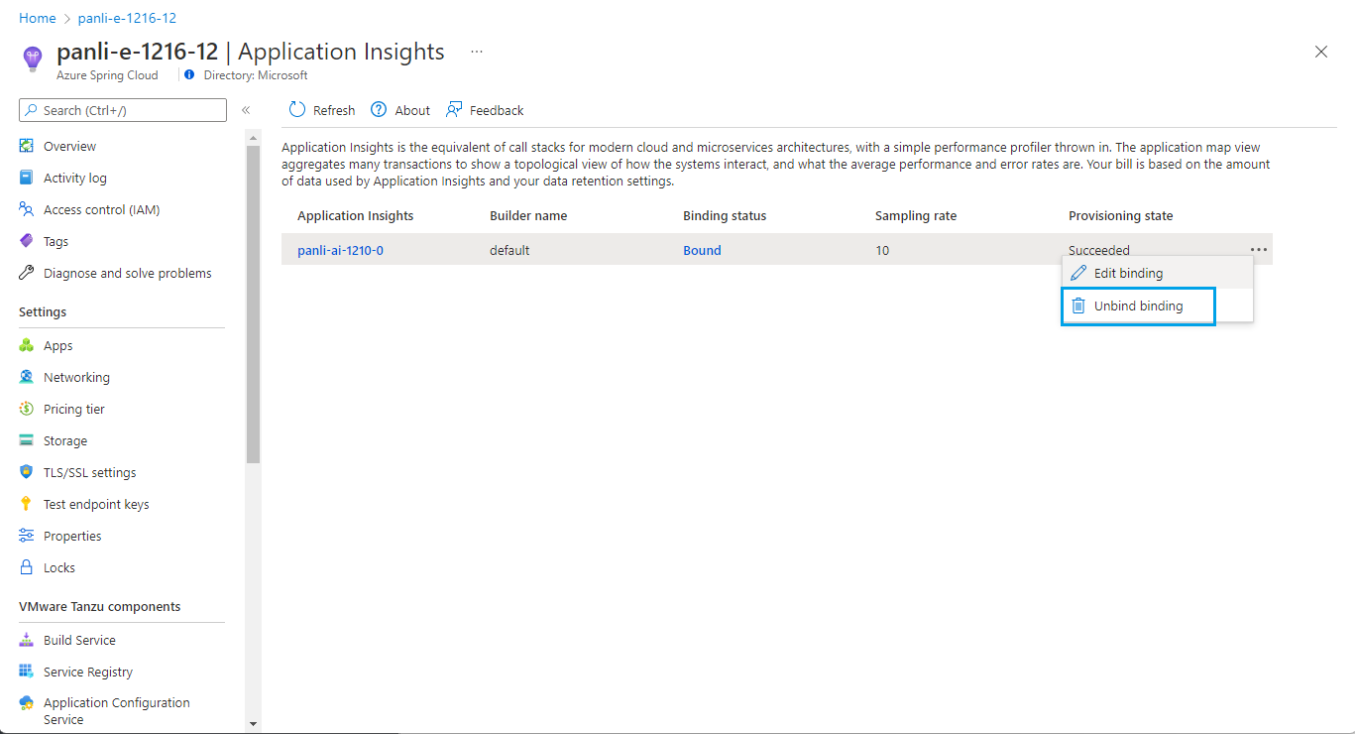 Home > panli-e-1216-12
panli-e-1216-12 | Application Insights ...
Azure Spring Cloud | Directory: Microsoft
Search (Ctrl+/) «
Refresh About Feedback
Overview
Activity log
Access control (IAM)
Tags
Diagnose and solve problems
Settings
Apps
Networking
Pricing tier
Storage
TLS/SSL settings
Test endpoint keys
Properties
Locks
VMware Tanzu components
Build Service
Service Registry
Application Configuration
Service
Application Insights is the equivalent of call stacks for modern cloud and microservices architectures, with a simple performance profiler thrown in. The application map view
aggregates many transactions to show a topological view of how the systems interact, and what the average performance and error rates are. Your bill is based on the amount
of data used by Application Insights and your data retention settings.
Application Insights Builder name Binding status Sampling rate Provisioning state
panli-ai-1210-0 default Bound 10 Succeeded ...
Edit binding
Unbind binding